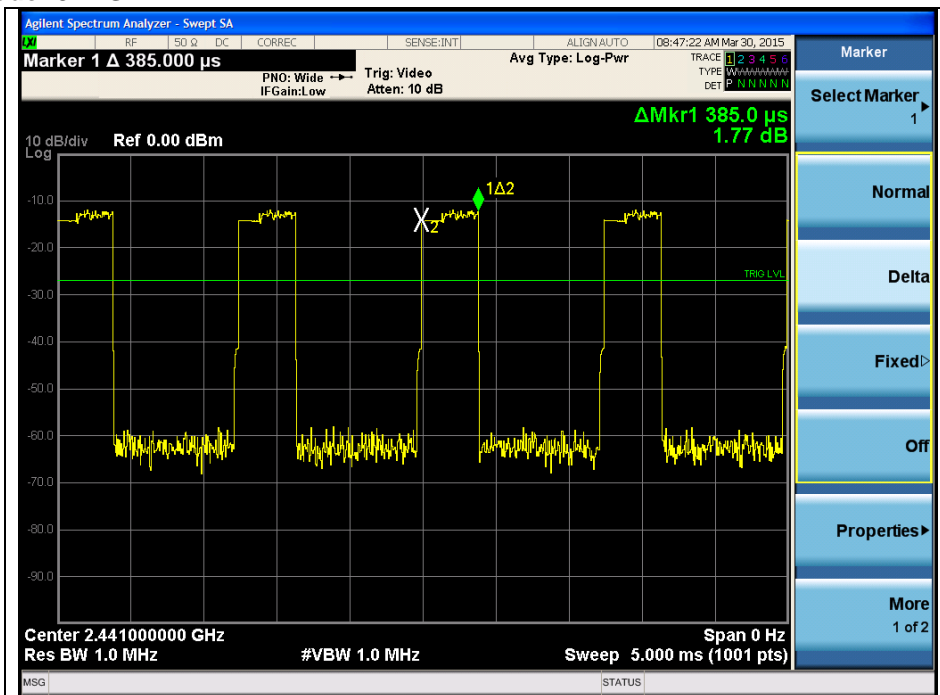 Agilent Spectrum Analyzer - Swept SA
LXI RF 50 Ω DC CORREC SENSE:INT ALIGN AUTO 08:47:22 AM Mar 30, 2015
Marker 1 Δ 385.000 µs
PNO: Wide
IFGain:Low
Trig: Video
Atten: 10 dB
Avg Type: Log-Pwr
TRACE 1 2 3 4 5 6
TYPE WWWWWW
DET P N N N N N
ΔMkr1 385.0 µs
1.77 dB
10 dB/div Ref 0.00 dBm
Log
-10.0
-20.0
-30.0
-40.0
-50.0
-60.0
-70.0
-80.0
-90.0
1Δ2
X2
TRIG LVL
Center 2.441000000 GHz
Span 0 Hz
Res BW 1.0 MHz
#VBW 1.0 MHz
Sweep 5.000 ms (1001 pts)
MSG
STATUS
Marker
Select Marker
1
Normal
Delta
Fixed
Off
Properties
More
1 of 2